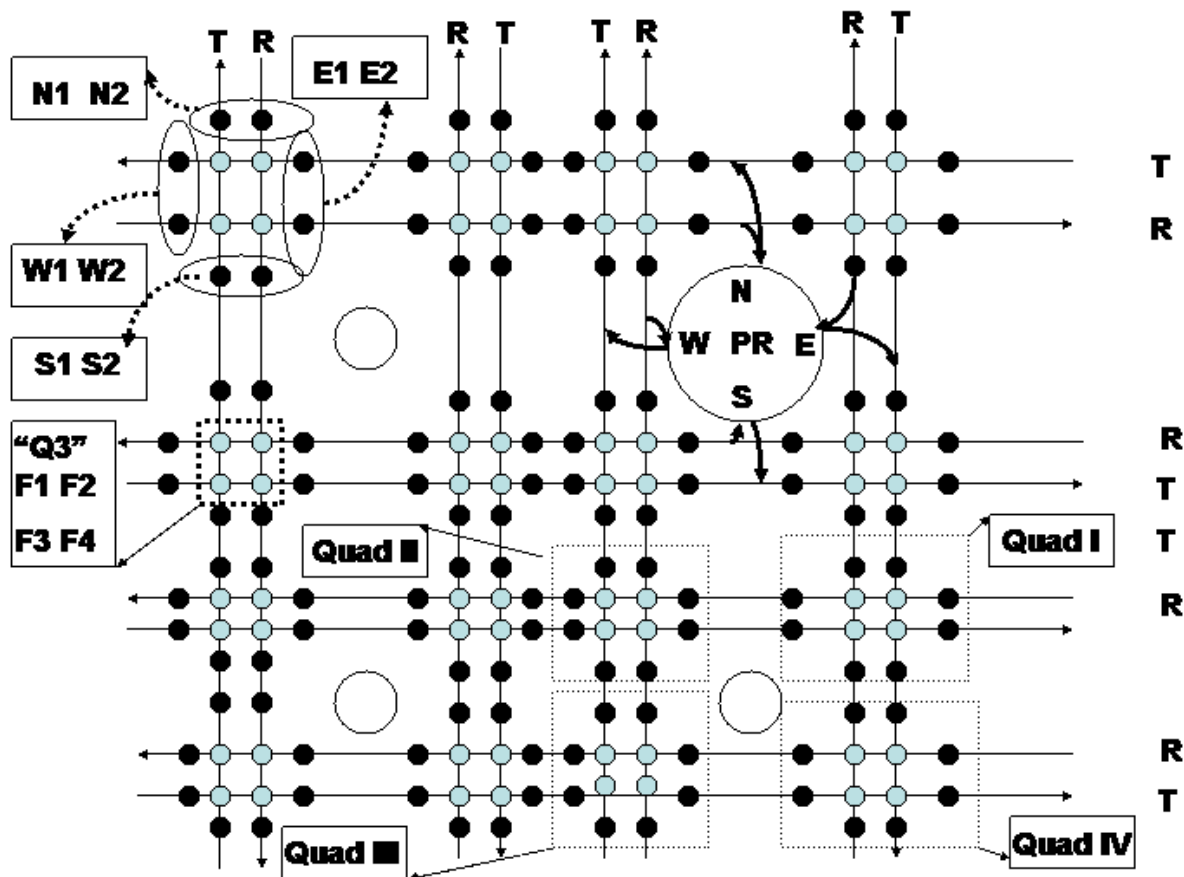 T R R T T R R T
N1 N2
E1 E2
T
R
W1 W2
S1 S2
N
W PR E
S
“Q3”
F1 F2
F3 F4
R
T
Quad II
Quad I
T
R
R
T
Quad III
Quad IV